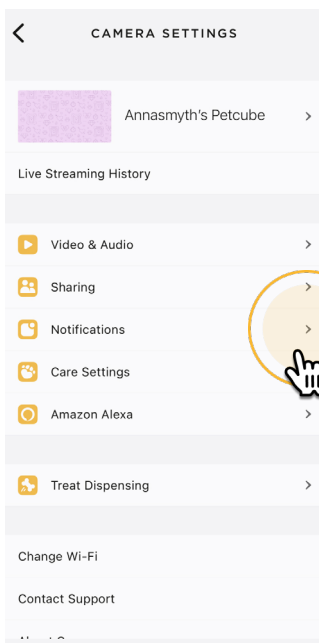 CAMERA SETTINGS
Annasmyth's Petcube
Live Streaming History
Video & Audio
Sharing
Notifications
Care Settings
Amazon Alexa
Treat Dispensing
Change Wi-Fi
Contact Support